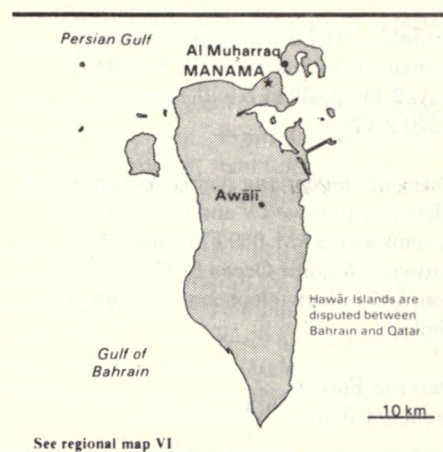 Persian Gulf
Al Muḥarraq
MANAMA
Awālī
Ḥawār Islands are
disputed between
Bahrain and Qatar.
Gulf of
Bahrain
10 km
See regional map VI